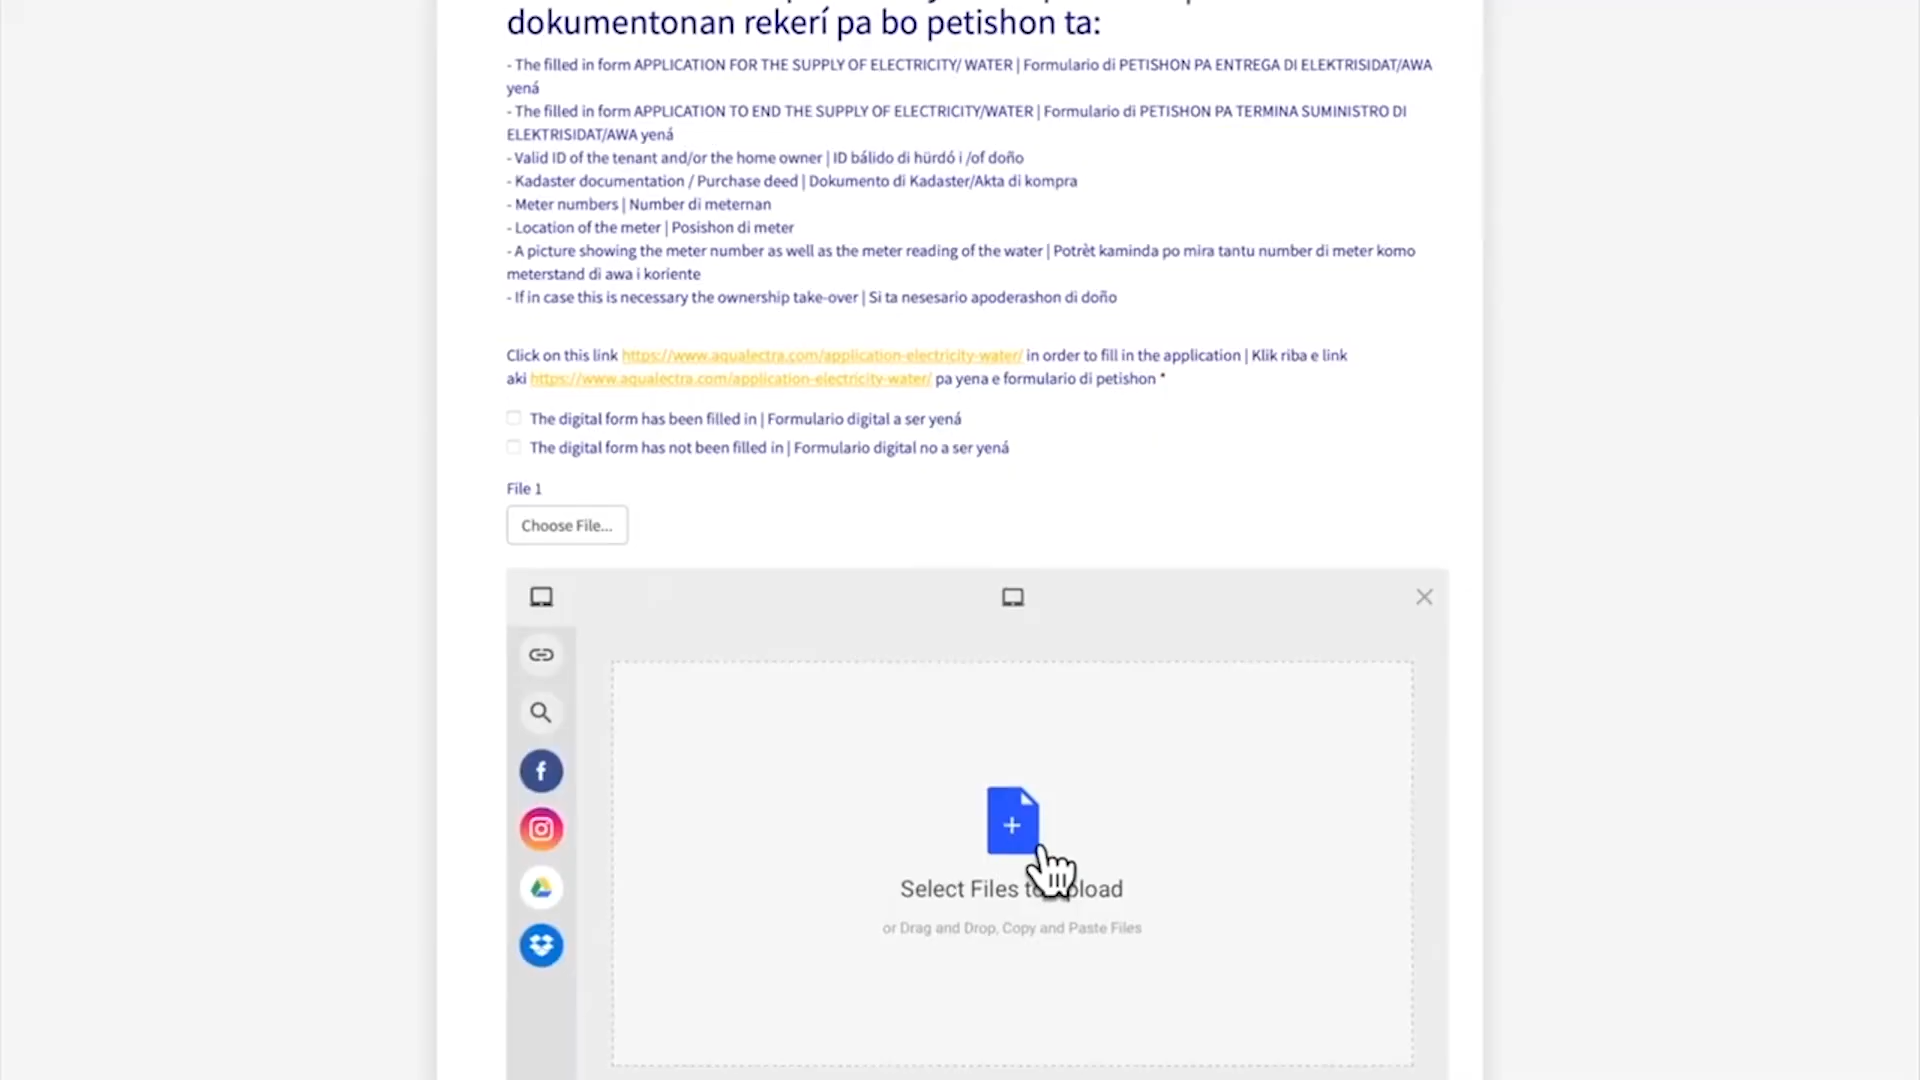 dokumentonan rekerí pa bo petishon ta:
- The filled in form APPLICATION FOR THE SUPPLY OF ELECTRICITY/ WATER | Formulario di PETISHON PA ENTREGA DI ELEKTRISIDAT/AWA
yená
- The filled in form APPLICATION TO END THE SUPPLY OF ELECTRICITY/WATER | Formulario di PETISHON PA TERMINA SUMINISTRO DI
ELEKTRISIDAT/AWA yená
- Valid ID of the tenant and/or the home owner | ID bálido di hürdó i /of doño
- Kadaster documentation / Purchase deed | Dokumento di Kadaster/Akta di kompra
- Meter numbers | Number di meternan
- Location of the meter | Posishon di meter
- A picture showing the meter number as well as the meter reading of the water | Potrèt kaminda po mira tantu number di meter komo
meterstand di awa i koriente
- If in case this is necessary the ownership take-over | Si ta nesesario apoderashon di doño
Click on this link https://www.aqualectra.com/application-electricity-water/ in order to fill in the application | Klik riba e link
aki https://www.aqualectra.com/application-electricity-water/ pa yena e formulario di petishon *
The digital form has been filled in | Formulario digital a ser yená
The digital form has not been filled in | Formulario digital no a ser yená
File 1
Choose File...
Select Files to Upload
or Drag and Drop, Copy and Paste Files